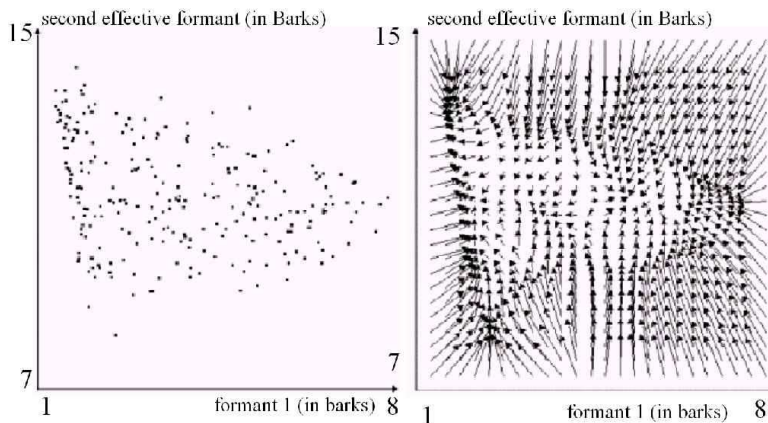 second effective formant (in Barks)
15
7
1
formant 1 (in barks)
8
second effective formant (in Barks)
15
7
1
formant 1 (in barks)
8